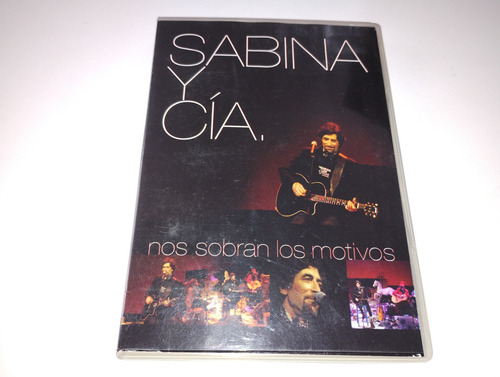 SABINA
Y
CÍA.
nos sobran los motivos